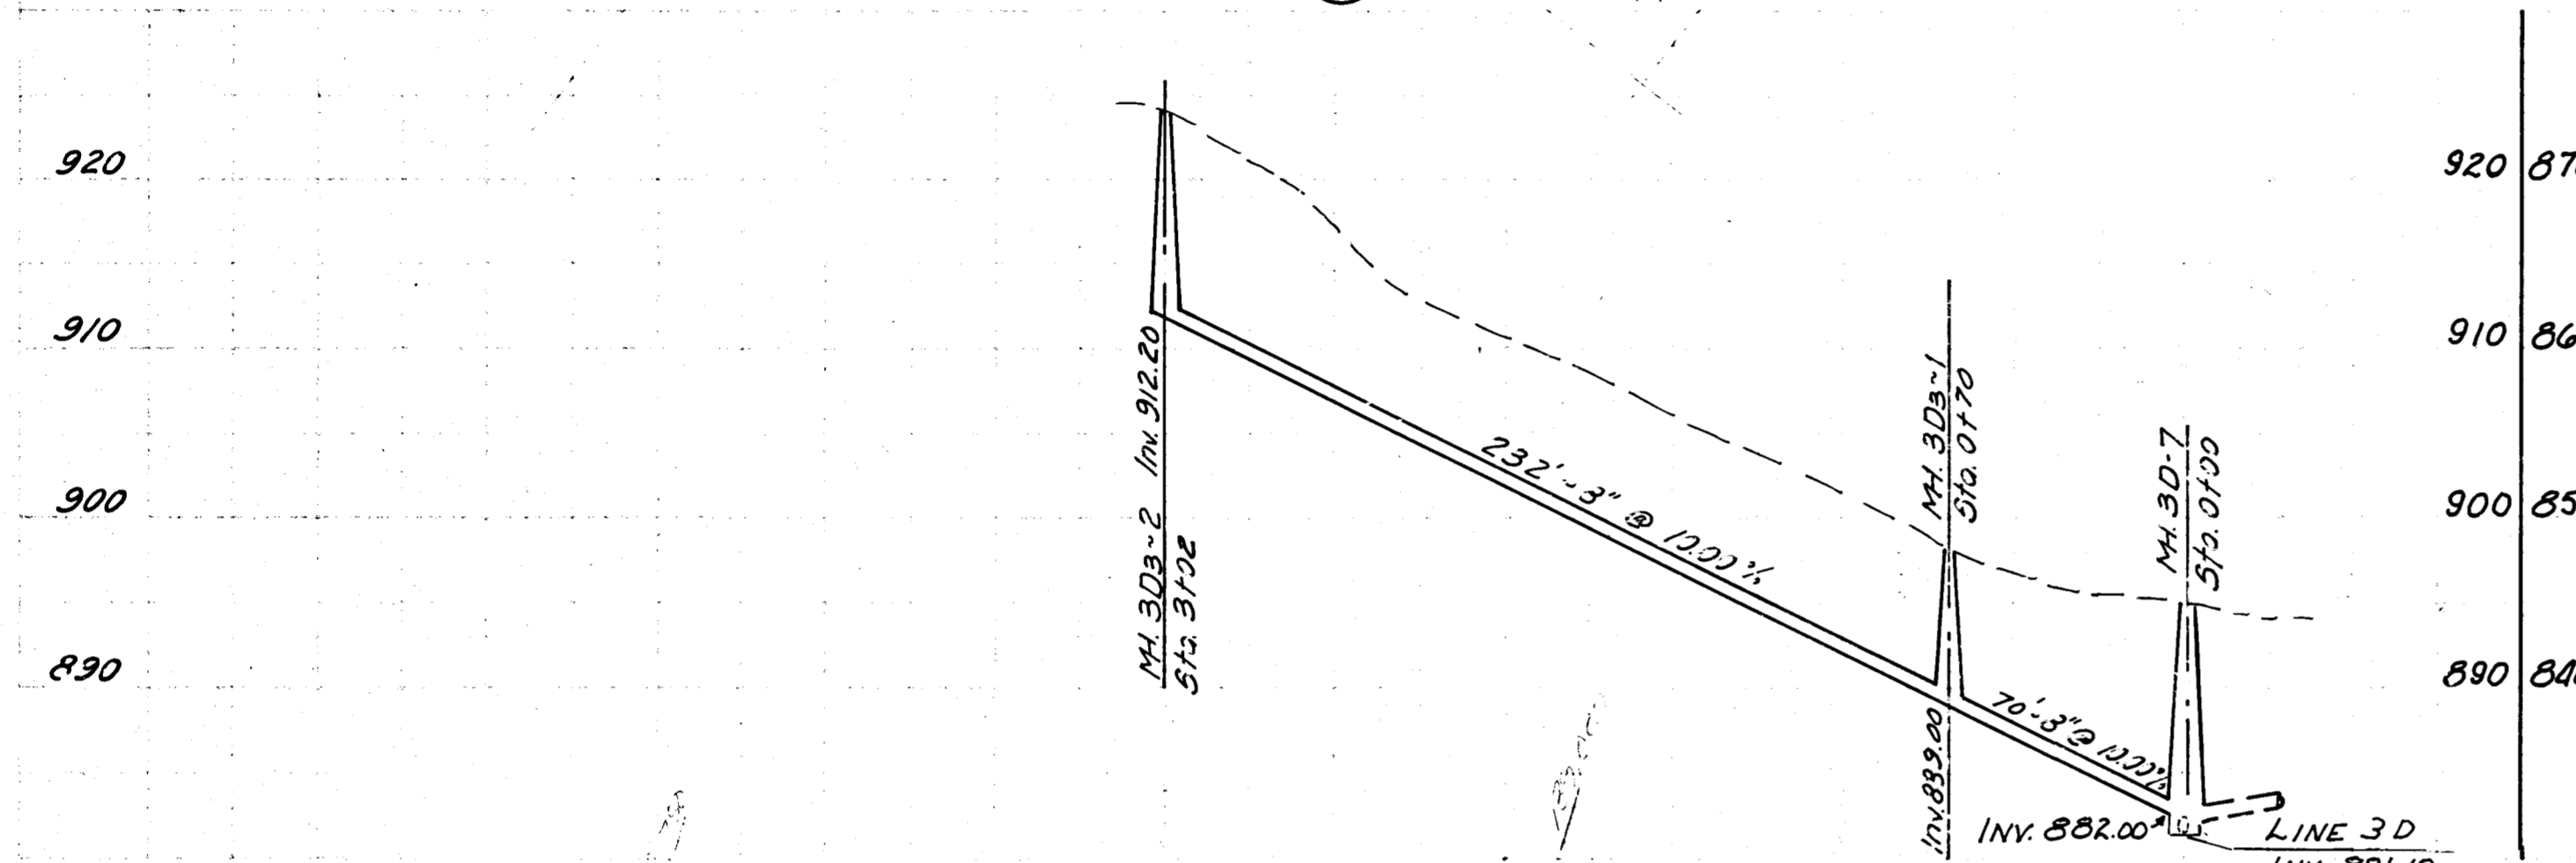 920
910
900
890
MH. 3D3~2 Inv. 912.20
Sta. 3+02
232'~8" @ 10.00%
MH. 3D3~1
Sta. 0+70
Inv. 889.00
70'~8" @ 10.00%
MH. 3D-7
Sta. 0+00
INV. 882.00
LINE 3D
920
910
900
890